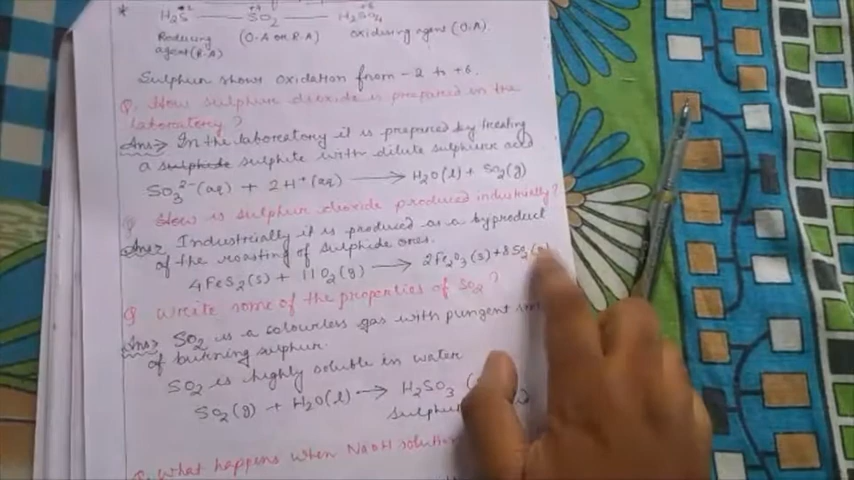 * H₂S -2 —— SO₂ +4 —— H₂SO₄ +6
Reducing (O.A or R.A) oxidising agent (O.A).
agent (R.A)
Sulphur shows oxidation from -2 to +6.
Q. How sulphur dioxide is prepared in the
laboratory?
Ans:→ In the laboratory it is prepared by treating
a sulphide sulphite with dilute sulphuric acid
SO₃²⁻(aq) + 2H⁺(aq) → H₂O(l) + SO₂(g)
Q How is sulphur dioxide produced industrially?
Ans: Industrially it is produced as a byproduct
of the roasting of sulphide ores.
4FeS₂(s) + 11O₂(g) → 2Fe₂O₃(s) + 8SO₂(g)
Q Write some of the properties of SO₂?
Ans:→ SO₂ is a colourless gas with pungent
of burning sulphur.
SO₂ is highly soluble in water
SO₂(g) + H₂O(l) → H₂SO₃
Q. What happens when NaOH solution